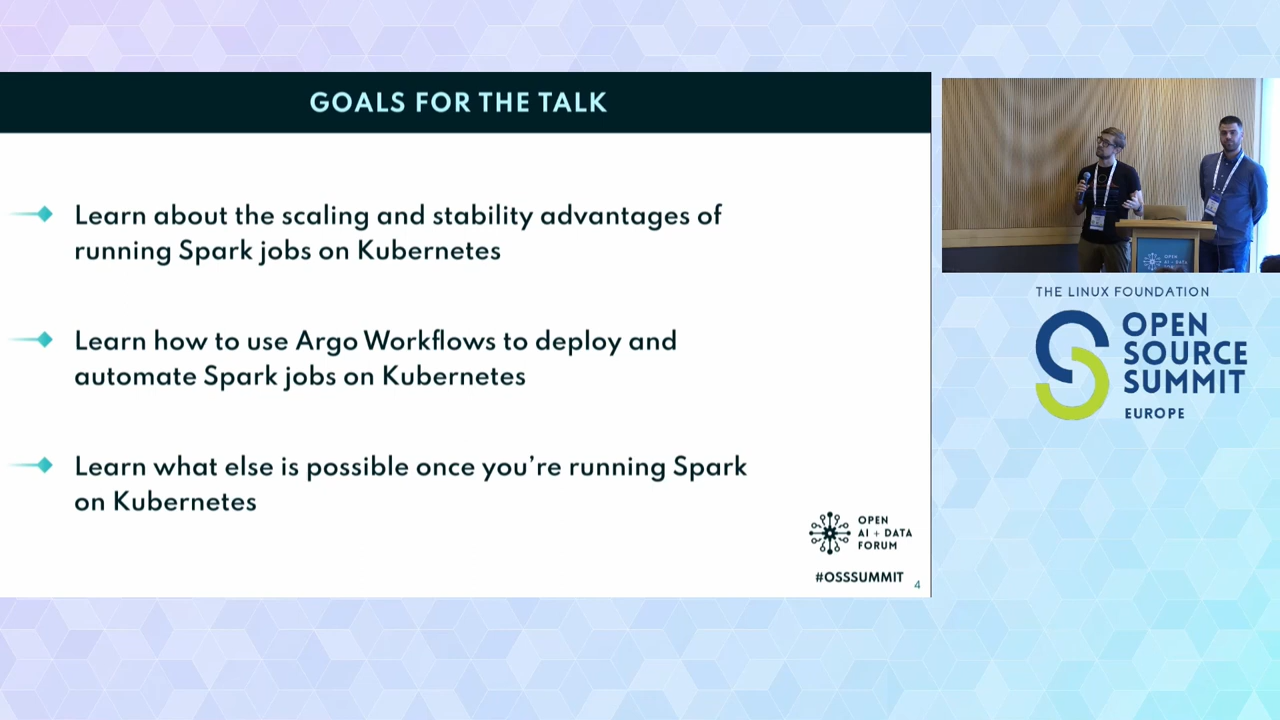 GOALS FOR THE TALK
Learn about the scaling and stability advantages of
running Spark jobs on Kubernetes
Learn how to use Argo Workflows to deploy and
automate Spark jobs on Kubernetes
Learn what else is possible once you're running Spark
on Kubernetes
OPEN
AI + DATA
FORUM
#OSSSUMMIT
4
THE LINUX FOUNDATION
OPEN
SOURCE
SUMMIT
EUROPE